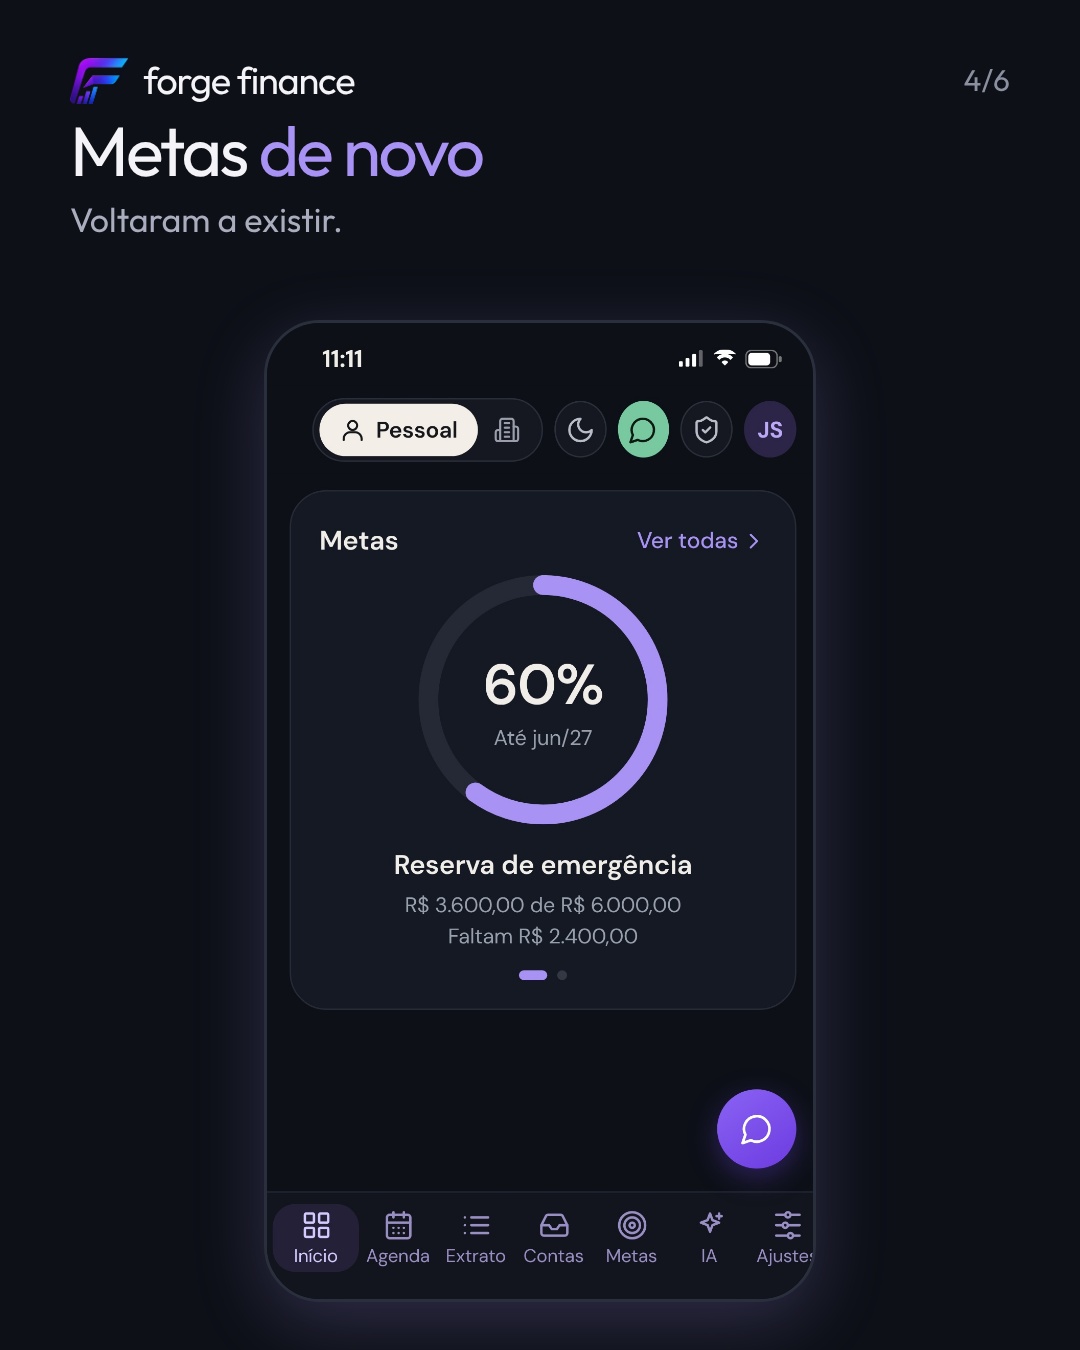 forge finance
4/6
Metas de novo
Voltaram a existir.
11:11
Pessoal
JS
Metas
Ver todas
60%
Até jun/27
Reserva de emergência
R$ 3.600,00 de R$ 6.000,00
Faltam R$ 2.400,00
Início
Agenda
Extrato
Contas
Metas
IA
Ajustes